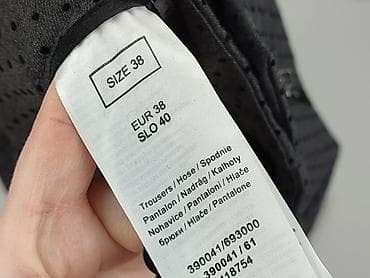 SIZE 38
EUR 38
SLO 40
Trousers / Hose / Spodnie
Pantalon / Nadrág / Kalhoty
Nohavice / Pantaloni / Hlače
брюки / Hlače / Pantalone
390041/693000
390041 / 61
18754